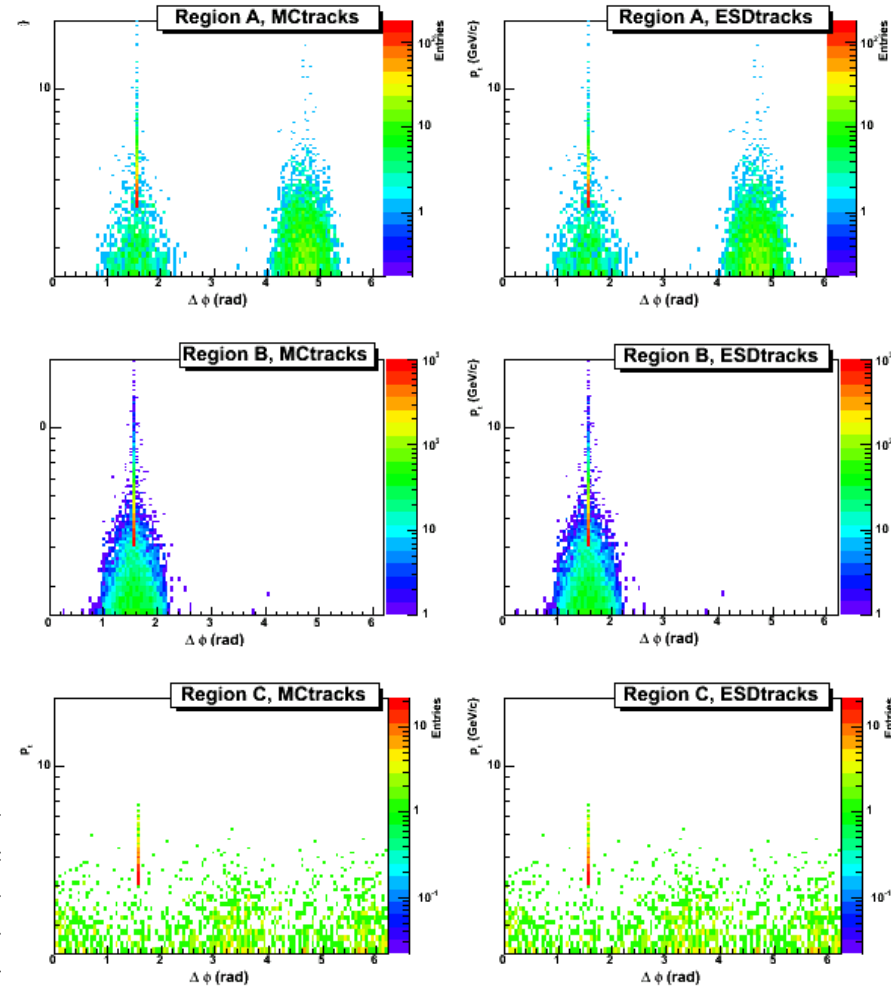 Region A, MCtracks
}
10
0 1 2 3 4 5 6
Δ ϕ (rad)
Entries
10²
10
1
Region A, ESDtracks
p_t {GeV/c}
10
0 1 2 3 4 5 6
Δ ϕ (rad)
Entries
10²
10
1
Region B, MCtracks
0
0 1 2 3 4 5 6
Δ ϕ (rad)
10³
10²
10
1
Region B, ESDtracks
p_t {GeV/c}
10
0 1 2 3 4 5 6
Δ ϕ (rad)
10³
10²
10
1
Region C, MCtracks
p_t
10
0 1 2 3 4 5 6
Δ ϕ (rad)
Entries
10
1
10⁻¹
Region C, ESDtracks
p_t {GeV/c}
10
0 1 2 3 4 5 6
Δ ϕ (rad)
Entries
10
1
10⁻¹